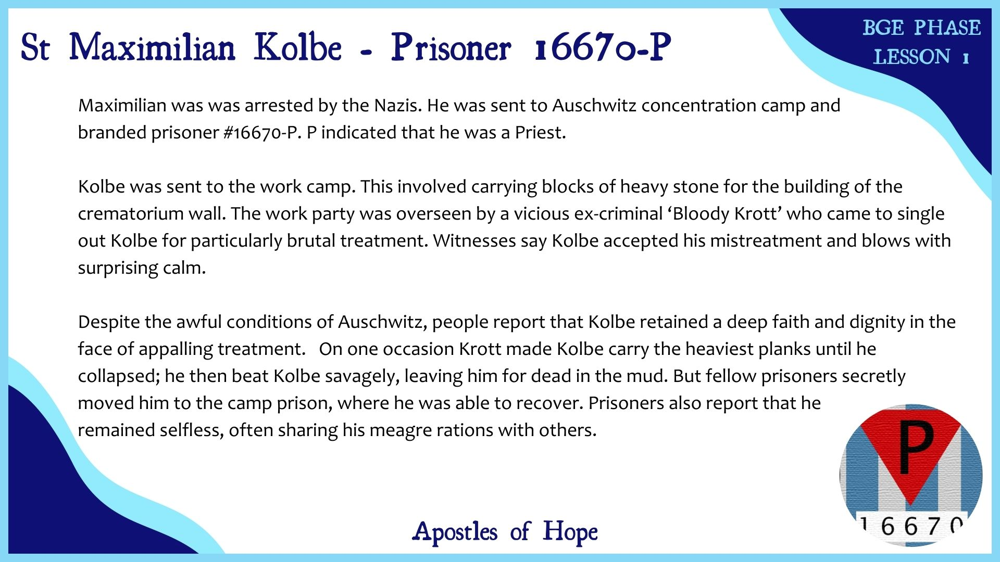 St Maximilian Kolbe - Prisoner 16670-P
BGE PHASE
LESSON 1
Maximilian was was arrested by the Nazis. He was sent to Auschwitz concentration camp and
branded prisoner #16670-P. P indicated that he was a Priest.
Kolbe was sent to the work camp. This involved carrying blocks of heavy stone for the building of the
crematorium wall. The work party was overseen by a vicious ex-criminal ‘Bloody Krott’ who came to single
out Kolbe for particularly brutal treatment. Witnesses say Kolbe accepted his mistreatment and blows with
surprising calm.
Despite the awful conditions of Auschwitz, people report that Kolbe retained a deep faith and dignity in the
face of appalling treatment.   On one occasion Krott made Kolbe carry the heaviest planks until he
collapsed; he then beat Kolbe savagely, leaving him for dead in the mud. But fellow prisoners secretly
moved him to the camp prison, where he was able to recover. Prisoners also report that he
remained selfless, often sharing his meagre rations with others.
P
16670
Apostles of Hope